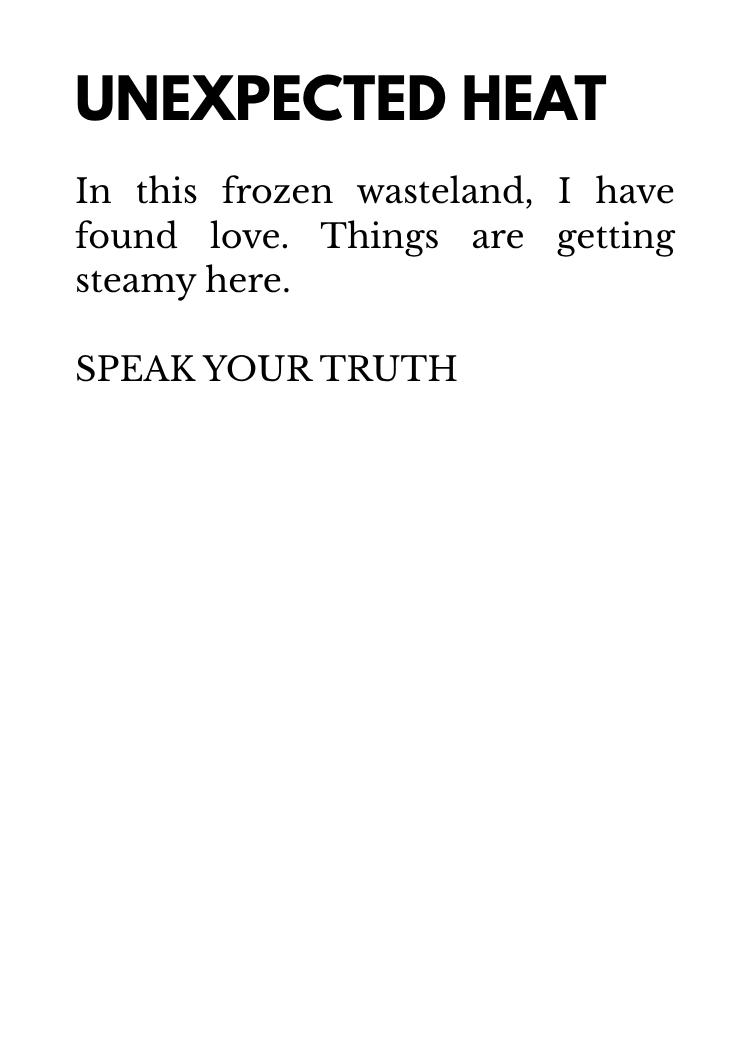 UNEXPECTED HEAT
In this frozen wasteland, I have
found love. Things are getting
steamy here.
SPEAK YOUR TRUTH